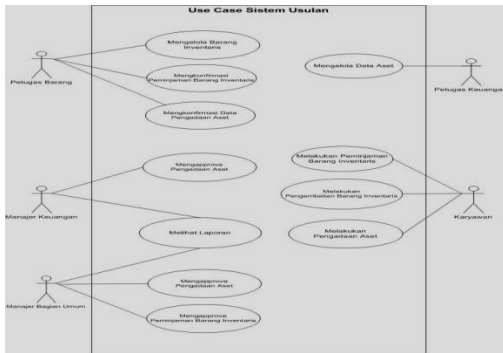 Use Case Sistem Usulan
Mengelola Barang
Inventaris
Mengkonfirmasi
Peminjaman Barang Inventaris
Mengkonfirmasi Data
Pengadaan Aset
Petugas Barang
Mengelola Data Aset
Petugas Keuangan
Mengapprove
Pengadaan Aset
Melihat Laporan
Manajer Keuangan
Melakukan Peminjaman
Barang Inventaris
Melakukan
Pengembalian Barang Inventaris
Melakukan
Pengadaan Aset
Karyawan
Mengapprove
Pengadaan Aset
Mengapprove
Peminjaman Barang Inventaris
Manajer Bagian Umum